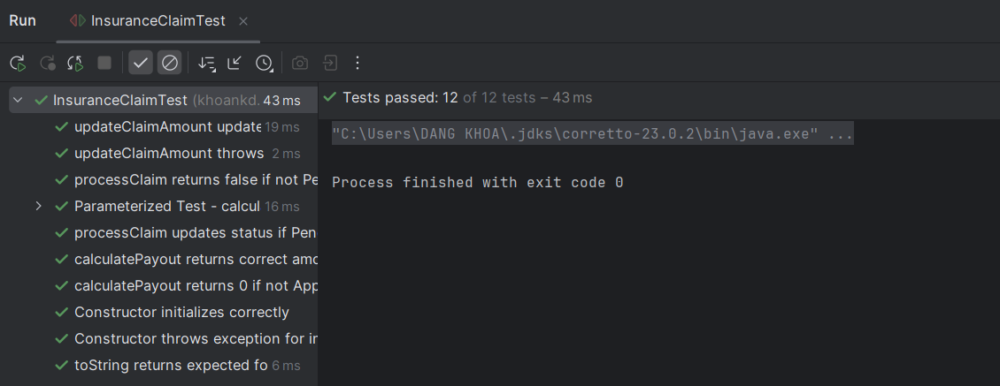 Run InsuranceClaimTest ×
InsuranceClaimTest (khoankd. 43 ms
updateClaimAmount update 19 ms
updateClaimAmount throws 2 ms
processClaim returns false if not Pe
Parameterized Test - calcul 16 ms
processClaim updates status if Pen
calculatePayout returns correct amo
calculatePayout returns 0 if not App
Constructor initializes correctly
Constructor throws exception for in
toString returns expected fo 6 ms
Tests passed: 12 of 12 tests – 43 ms
"C:\Users\DANG KHOA\.jdks\corretto-23.0.2\bin\java.exe" ...
Process finished with exit code 0